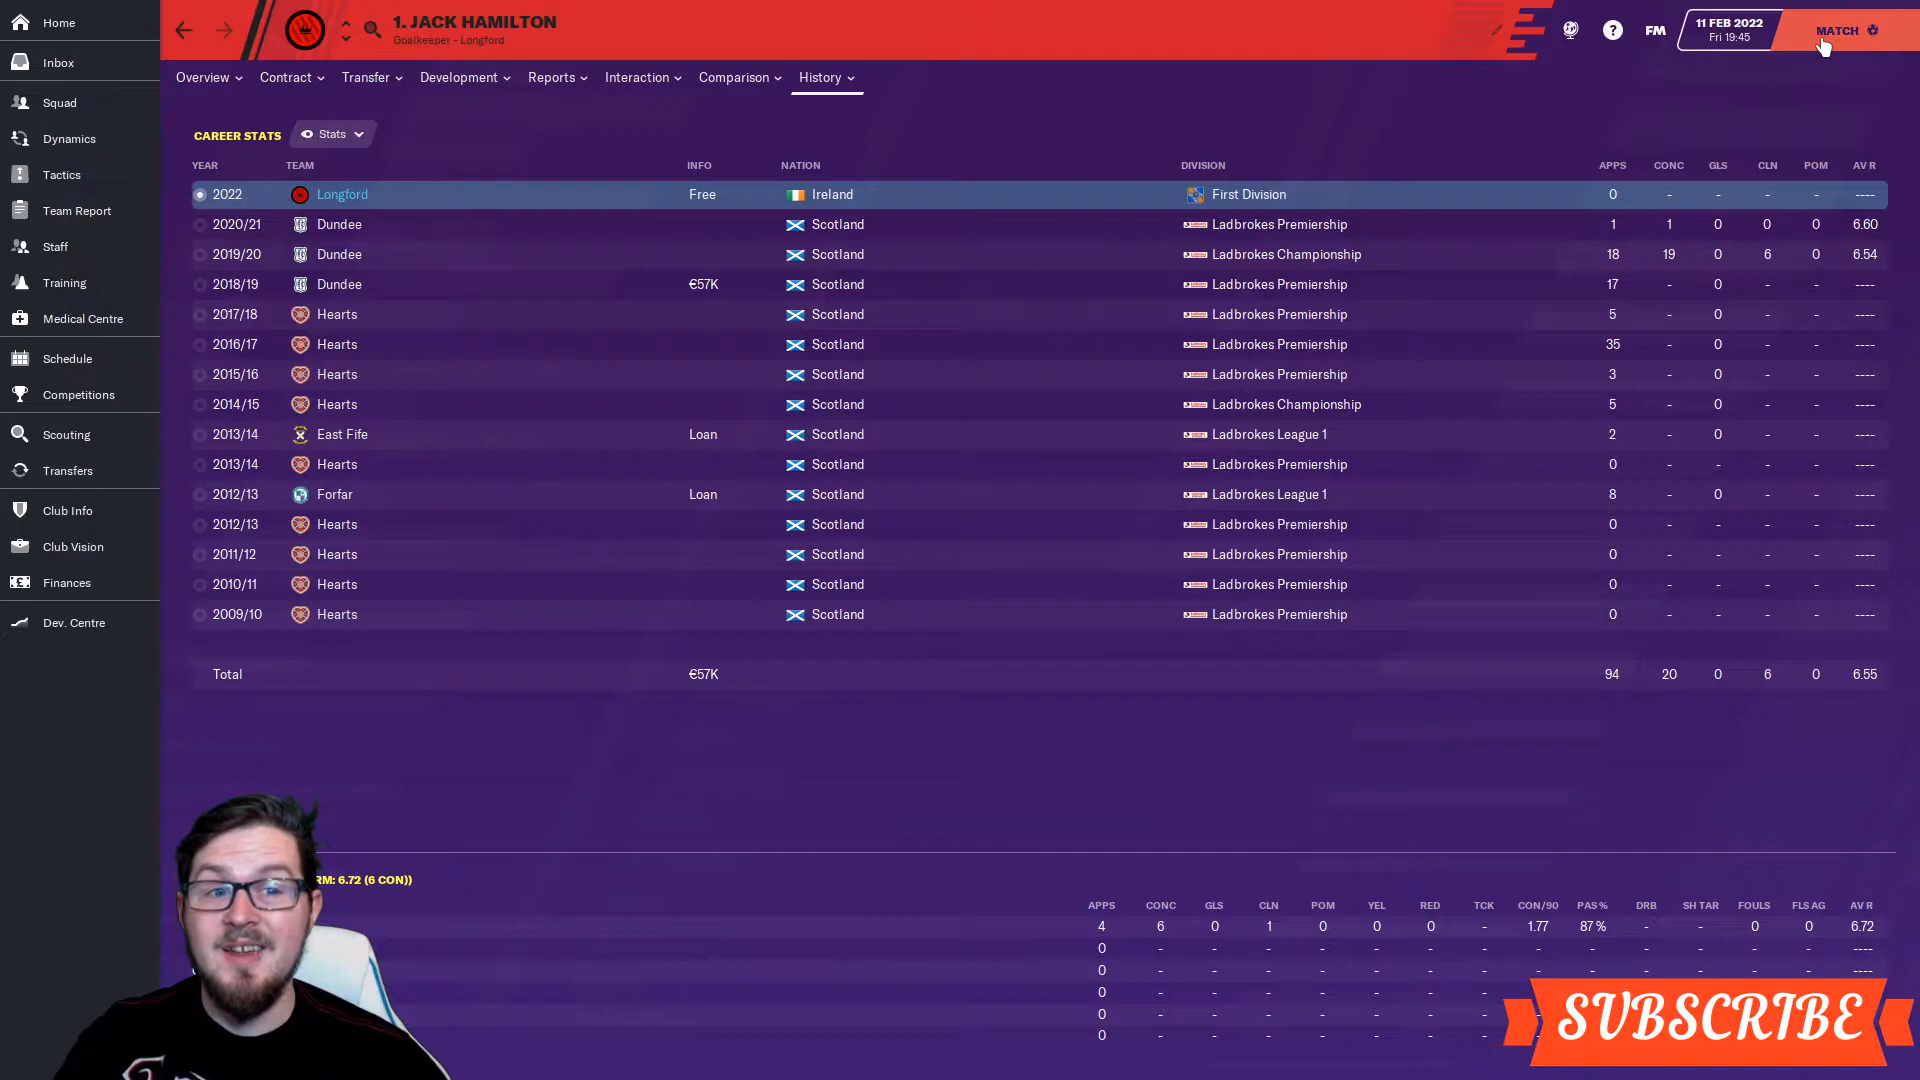 Home
Inbox
Squad
Dynamics
Tactics
Team Report
Staff
Training
Medical Centre
Schedule
Competitions
Scouting
Transfers
Club Info
Club Vision
Finances
Dev. Centre
1. JACK HAMILTON
Goalkeeper - Longford
? FM
11 FEB 2022
Fri 19:45
MATCH
Overview Contract Transfer Development Reports Interaction Comparison History
CAREER STATS Stats
YEAR TEAM INFO NATION DIVISION APPS CONC GLS CLN POM AV R
2022 Longford Free Ireland First Division 0 - - - - ----
2020/21 Dundee Scotland Ladbrokes Premiership 1 1 0 0 0 6.60
2019/20 Dundee Scotland Ladbrokes Championship 18 19 0 6 0 6.54
2018/19 Dundee €57K Scotland Ladbrokes Premiership 17 - 0 - - ----
2017/18 Hearts Scotland Ladbrokes Premiership 5 - 0 - - ----
2016/17 Hearts Scotland Ladbrokes Premiership 35 - 0 - - ----
2015/16 Hearts Scotland Ladbrokes Premiership 3 - 0 - - ----
2014/15 Hearts Scotland Ladbrokes Championship 5 - 0 - - ----
2013/14 East Fife Loan Scotland Ladbrokes League 1 2 - 0 - - ----
2013/14 Hearts Scotland Ladbrokes Premiership 0 - - - - ----
2012/13 Forfar Loan Scotland Ladbrokes League 1 8 - 0 - - ----
2012/13 Hearts Scotland Ladbrokes Premiership 0 - - - - ----
2011/12 Hearts Scotland Ladbrokes Premiership 0 - - - - ----
2010/11 Hearts Scotland Ladbrokes Premiership 0 - - - - ----
2009/10 Hearts Scotland Ladbrokes Premiership 0 - - - - ----
Total €57K 94 20 0 6 0 6.55
RM: 6.72 (6 CON))
APPS CONC GLS CLN POM YEL RED TCK CON/90 PAS % DRB SH TAR FOULS FLS AG AV R
4 6 0 1 0 0 0 - 1.77 87 % - - 0 0 6.72
0 - - - - - - - - - - - - - ----
0 - - - - - - - - - - - - - ----
0 - - - - - - -
0 - - - - - - -
0 - - - - - - -
SUBSCRIBE